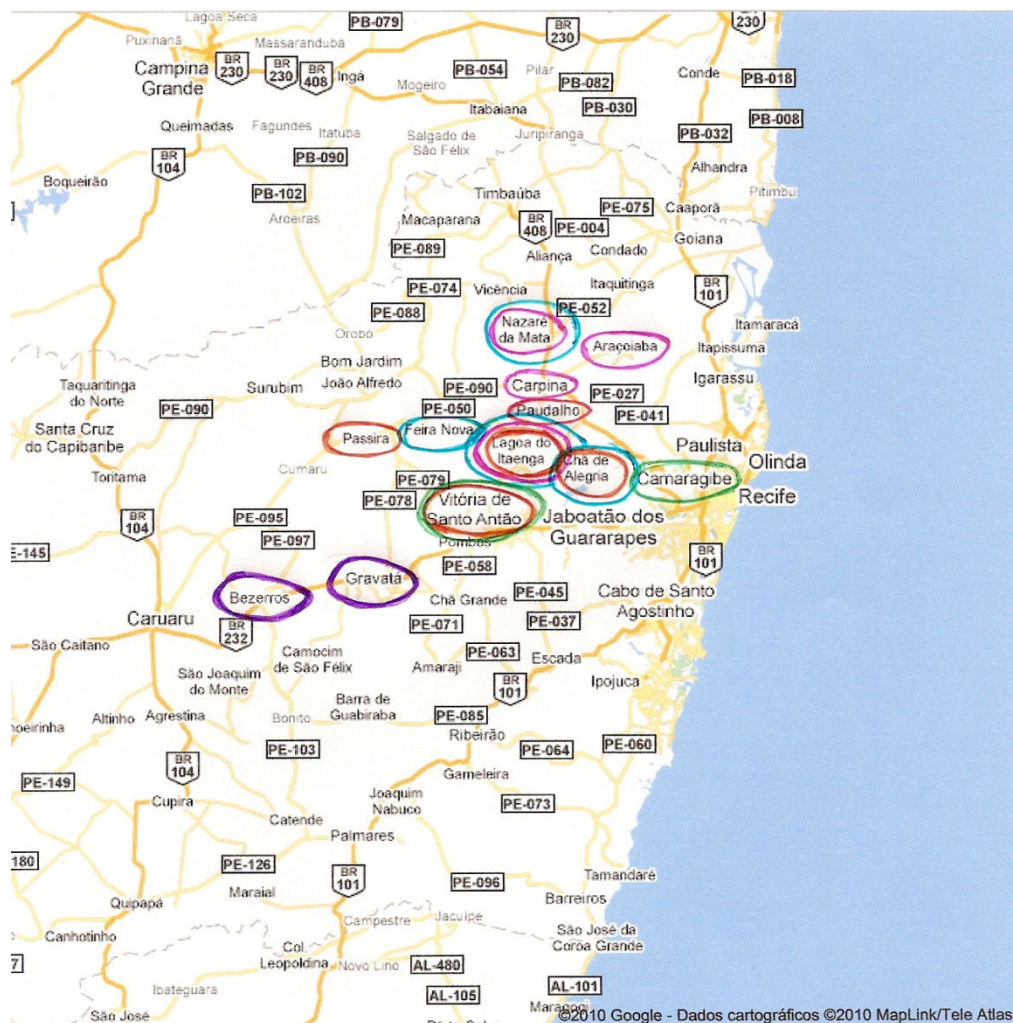 Lagoa Seca
PB-079
BR
230
BR
230
Puxinanã
Massaranduba
Campina
Grande
BR
230
BR
230
BR
408
Ingá
PB-054
Pilar
PB-082
Conde
PB-018
Mogeiro
Itabaiana
PB-030
PB-008
Queimadas
Fagundes
Itatuba
Salgado de
São Félix
Juripiranga
PB-032
BR
104
PB-090
Alhandra
Boqueirão
PB-102
Timbaúba
Pitimbu
Aroeiras
Macaparana
BR
408
PE-075
Caaporã
PE-004
Goiana
PE-089
Condado
Aliança
PE-074
Vicência
Itaquitinga
BR
101
PE-088
PE-052
Orobó
Nazaré
da Mata
Araçoiaba
Itamaracá
Itapissuma
Bom Jardim
João Alfredo
Igarassu
Taquaritinga
do Norte
Surubim
PE-090
Carpina
PE-027
PE-090
PE-050
Paudalho
PE-041
Santa Cruz
do Capibaribe
Passira
Feira Nova
Lagoa do
Itaenga
Paulista
Olinda
Toritama
Cumaru
PE-079
Chã de
Alegria
Camaragibe
Recife
PE-078
Vitória de
Santo Antão
Jaboatão dos
Guararapes
BR
104
PE-095
PE-097
Pombos
E-145
BR
101
PE-058
Gravatá
Bezerros
Chã Grande
PE-045
Cabo de Santo
Agostinho
Caruaru
BR
232
PE-071
PE-037
São Caitano
Camocim
de São Félix
Amaraji
PE-063
Escada
São Joaquim
do Monte
BR
101
Ipojuca
Altinho
Agrestina
Bonito
Barra de
Guabiraba
PE-085
Ribeirão
noeirinha
PE-103
PE-064
PE-060
BR
104
PE-149
Gameleira
Cupira
Joaquim
Nabuco
PE-073
Catende
Palmares
180
PE-126
BR
101
Maraial
PE-096
Tamandaré
Quipapá
Barreiros
Campestre
Jacuípe
Canhotinho
São José da
Coroa Grande
Col.
Leopoldina
Novo Lino
AL-480
7
Ibateguara
AL-105
AL-101
São José
Maragogi
©2010 Google - Dados cartográficos ©2010 MapLink/Tele Atlas